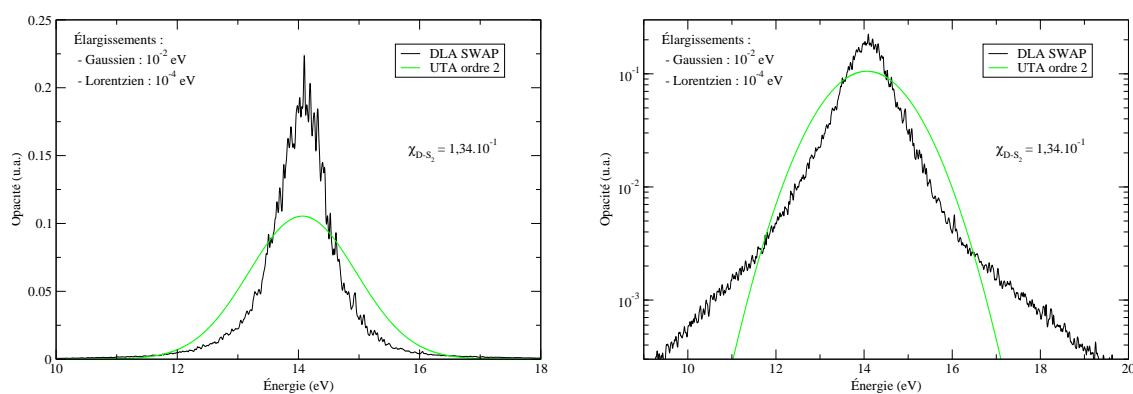 0.25
0.2
0.15
0.1
0.05
0
Opacité (u.a.)
10
12
14
16
18
Énergie (eV)
Élargissements :
- Gaussien : 10⁻² eV
- Lorentzien : 10⁻⁴ eV
DLA SWAP
UTA ordre 2
χD-S₂ = 1,34.10⁻¹
10⁻¹
10⁻²
10⁻³
Opacité (u.a.)
10
12
14
16
18
20
Énergie (eV)
Élargissements :
- Gaussien : 10⁻² eV
- Lorentzien : 10⁻⁴ eV
DLA SWAP
UTA ordre 2
χD-S₂ = 1,34.10⁻¹